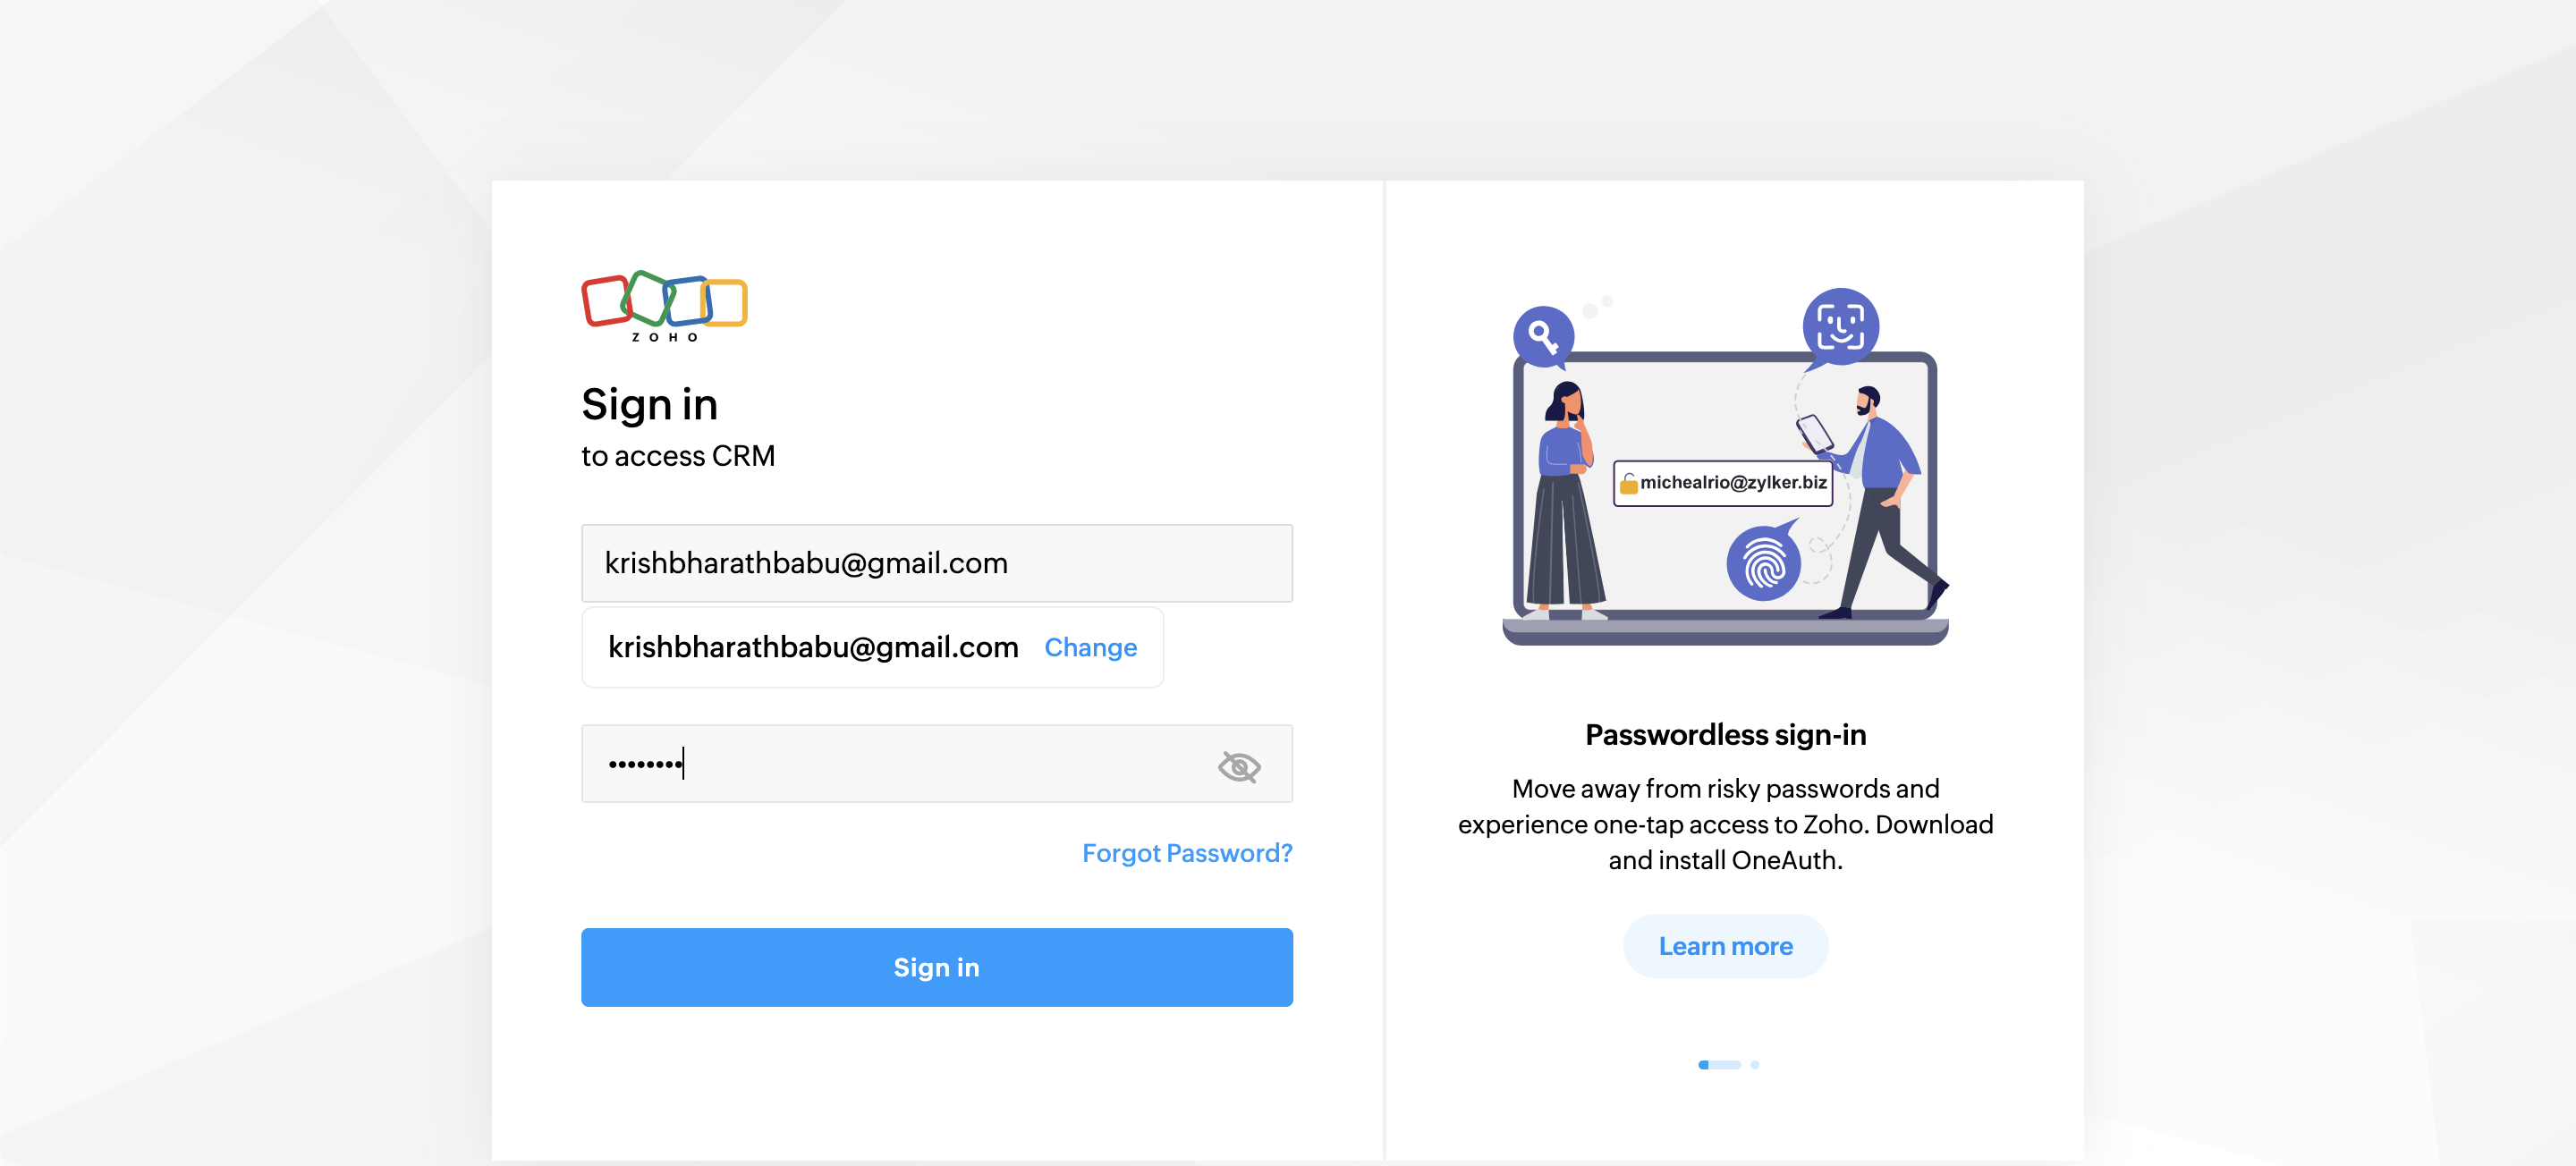 ZOHO
Sign in
to access CRM
krishbharathbabu@gmail.com
krishbharathbabu@gmail.com Change
••••••••
Forgot Password?
Sign in
michealrio@zylker.biz
Passwordless sign-in
Move away from risky passwords and
experience one-tap access to Zoho. Download
and install OneAuth.
Learn more